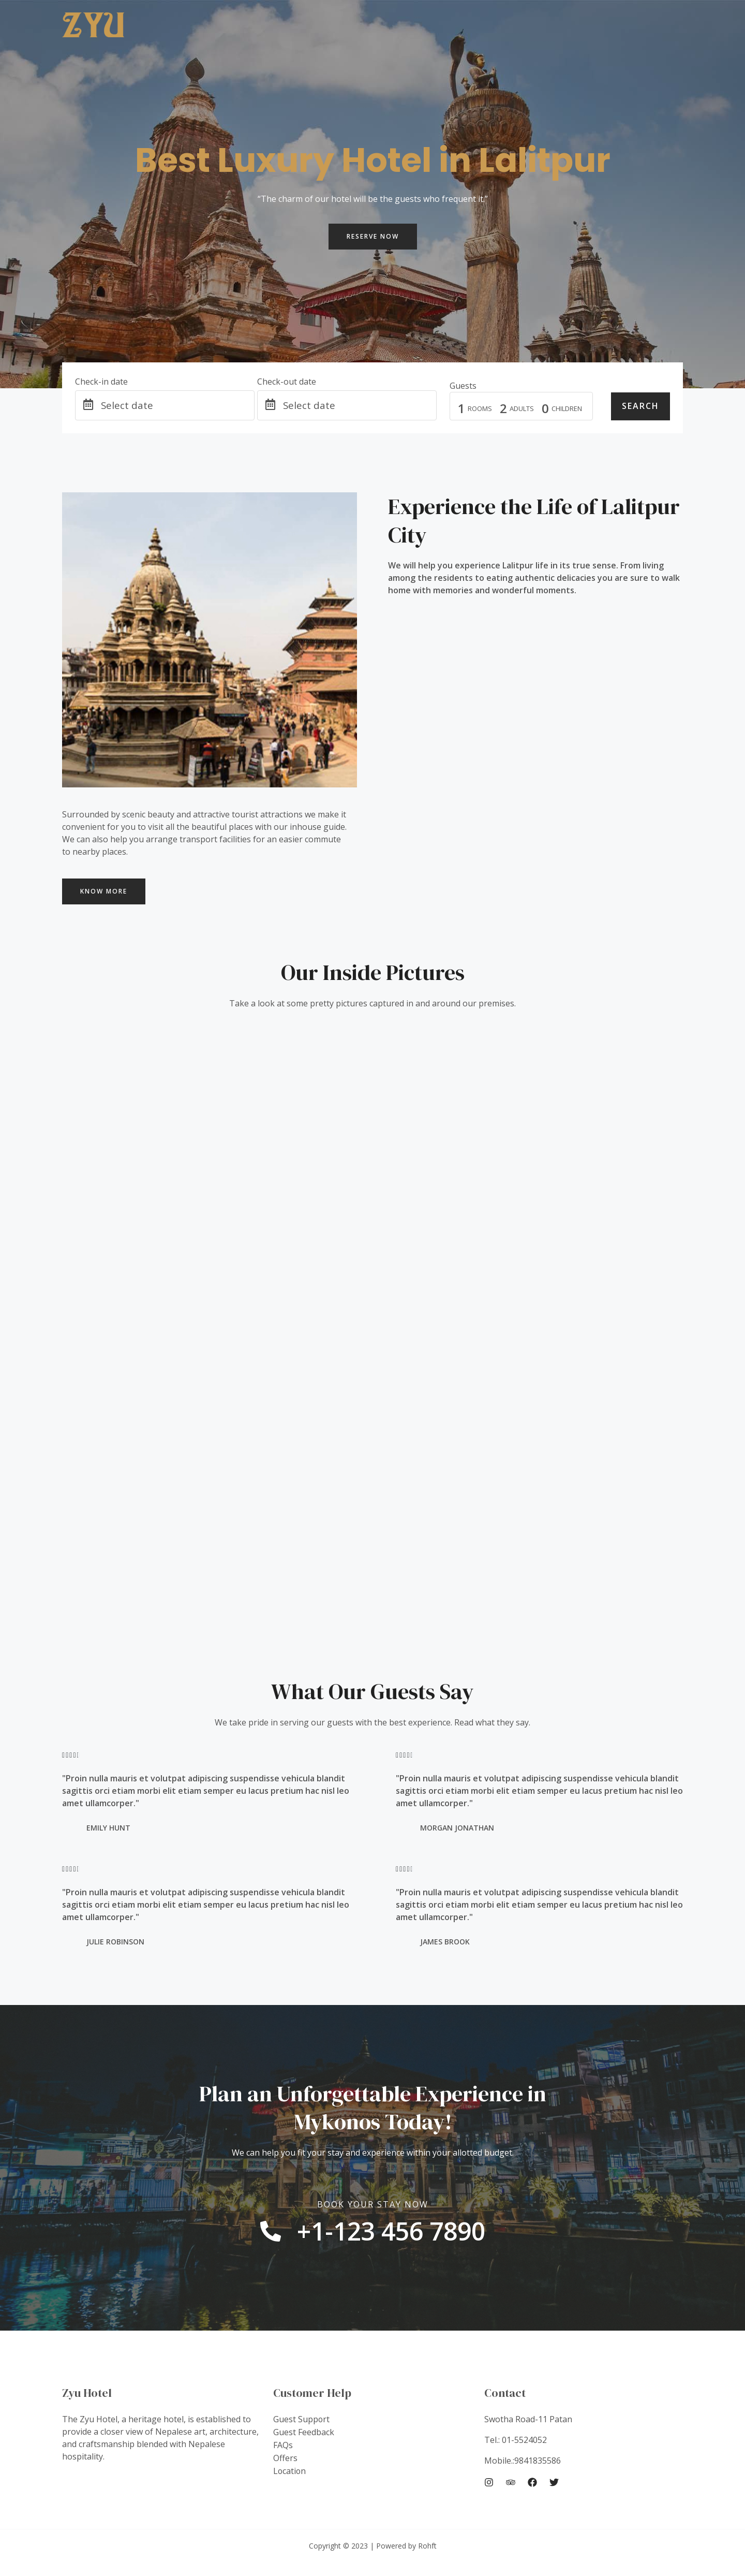 ZYU
Best Luxury Hotel in Lalitpur
“The charm of our hotel will be the guests who frequent it.”
RESERVE NOW
Check-in date
Check-out date
Guests
Select date
Select date
1 ROOMS 2 ADULTS 0 CHILDREN
SEARCH
Experience the Life of Lalitpur
City
We will help you experience Lalitpur life in its true sense. From living
among the residents to eating authentic delicacies you are sure to walk
home with memories and wonderful moments.
Surrounded by scenic beauty and attractive tourist attractions we make it
convenient for you to visit all the beautiful places with our inhouse guide.
We can also help you arrange transport facilities for an easier commute
to nearby places.
KNOW MORE
Our Inside Pictures
Take a look at some pretty pictures captured in and around our premises.
What Our Guests Say
We take pride in serving our guests with the best experience. Read what they say.
"Proin nulla mauris et volutpat adipiscing suspendisse vehicula blandit
sagittis orci etiam morbi elit etiam semper eu lacus pretium hac nisl leo
amet ullamcorper."
EMILY HUNT
"Proin nulla mauris et volutpat adipiscing suspendisse vehicula blandit
sagittis orci etiam morbi elit etiam semper eu lacus pretium hac nisl leo
amet ullamcorper."
MORGAN JONATHAN
"Proin nulla mauris et volutpat adipiscing suspendisse vehicula blandit
sagittis orci etiam morbi elit etiam semper eu lacus pretium hac nisl leo
amet ullamcorper."
JULIE ROBINSON
"Proin nulla mauris et volutpat adipiscing suspendisse vehicula blandit
sagittis orci etiam morbi elit etiam semper eu lacus pretium hac nisl leo
amet ullamcorper."
JAMES BROOK
Plan an Unforgettable Experience in
Mykonos Today!
We can help you fit your stay and experience within your allotted budget.
BOOK YOUR STAY NOW
+1-123 456 7890
Zyu Hotel
The Zyu Hotel, a heritage hotel, is established to
provide a closer view of Nepalese art, architecture,
and craftsmanship blended with Nepalese
hospitality.
Customer Help
Guest Support
Guest Feedback
FAQs
Offers
Location
Contact
Swotha Road-11 Patan
Tel.: 01-5524052
Mobile.:9841835586
Copyright © 2023 | Powered by Rohft